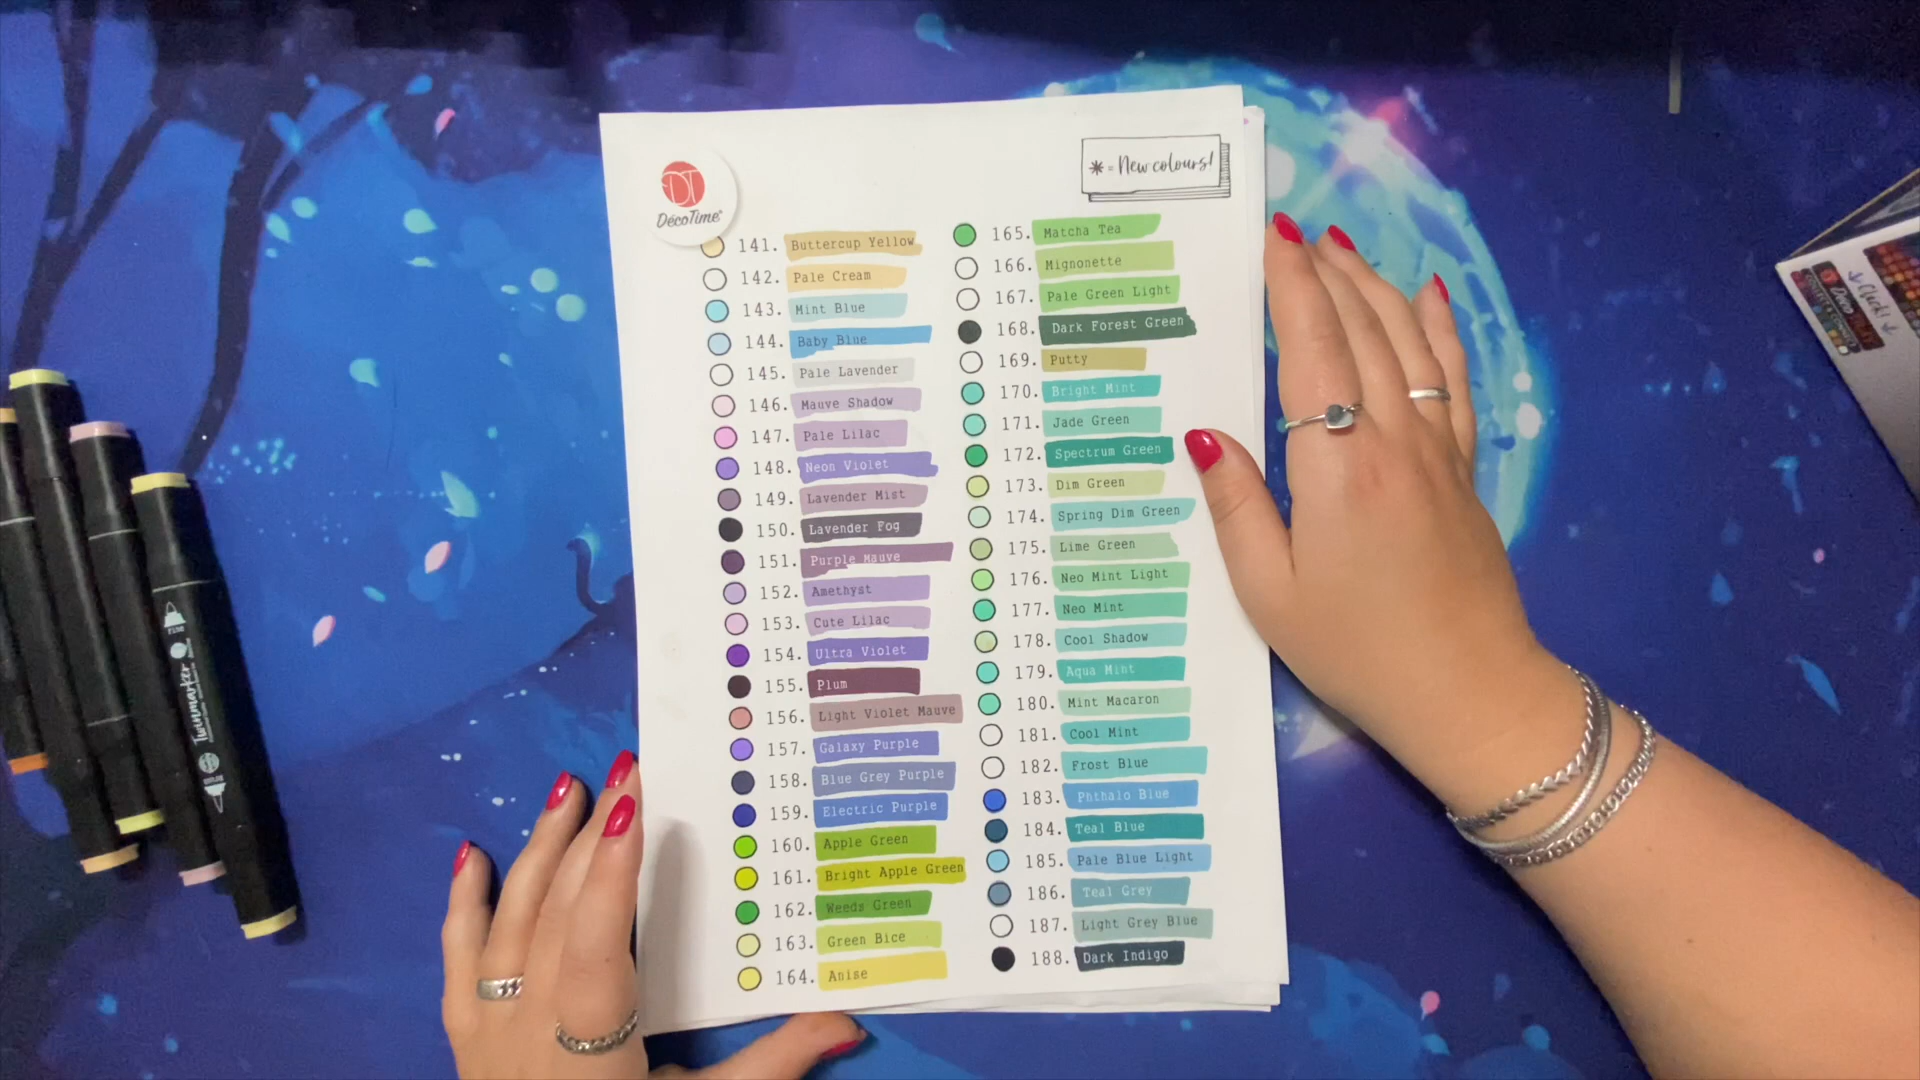 DT
DécoTime
* = New colours!
141. Buttercup Yellow
142. Pale Cream
143. Mint Blue
144. Baby Blue
145. Pale Lavender
146. Mauve Shadow
147. Pale Lilac
148. Neon Violet
149. Lavender Mist
150. Lavender Fog
151. Purple Mauve
152. Amethyst
153. Cute Lilac
154. Ultra Violet
155. Plum
156. Light Violet Mauve
157. Galaxy Purple
158. Blue Grey Purple
159. Electric Purple
160. Apple Green
161. Bright Apple Green
162. Weeds Green
163. Green Bice
164. Anise
165. Matcha Tea
166. Mignonette
167. Pale Green Light
168. Dark Forest Green
169. Putty
170. Bright Mint
171. Jade Green
172. Spectrum Green
173. Dim Green
174. Spring Dim Green
175. Lime Green
176. Neo Mint Light
177. Neo Mint
178. Cool Shadow
179. Aqua Mint
180. Mint Macaron
181. Cool Mint
182. Frost Blue
183. Phthalo Blue
184. Teal Blue
185. Pale Blue Light
186. Teal Grey
187. Light Grey Blue
188. Dark Indigo
Twinmarker
Click!